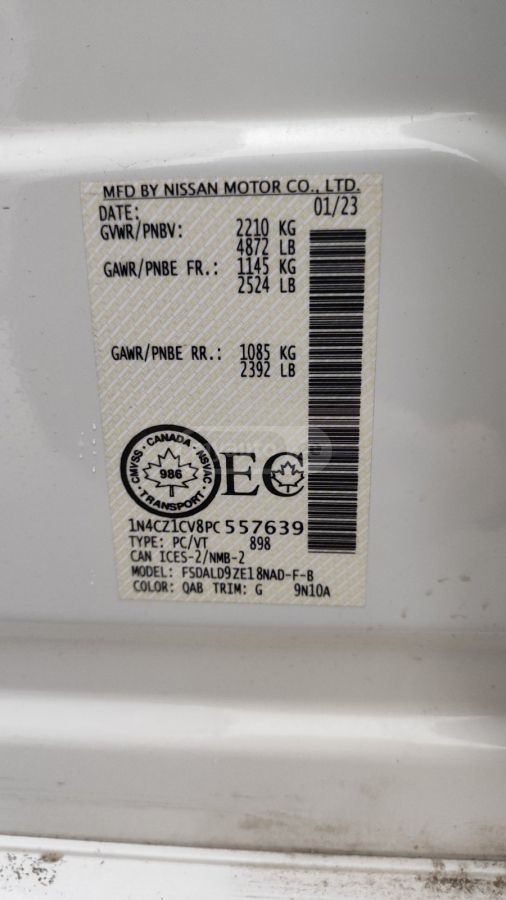 MFD BY NISSAN MOTOR CO., LTD.
DATE: 01/23
GVWR/PNBV: 2210 KG
4872 LB
GAWR/PNBE FR.: 1145 KG
2524 LB
GAWR/PNBE RR.: 1085 KG
2392 LB
CANADA
CMVSS · NSVAC
986
TRANSPORT
EC
1N4CZ1CV8PC557639
TYPE: PC/VT 898
CAN ICES-2/NMB-2
MODEL: FSDALD9ZE18NAD-F-B
COLOR: QAB TRIM: G 9N10A